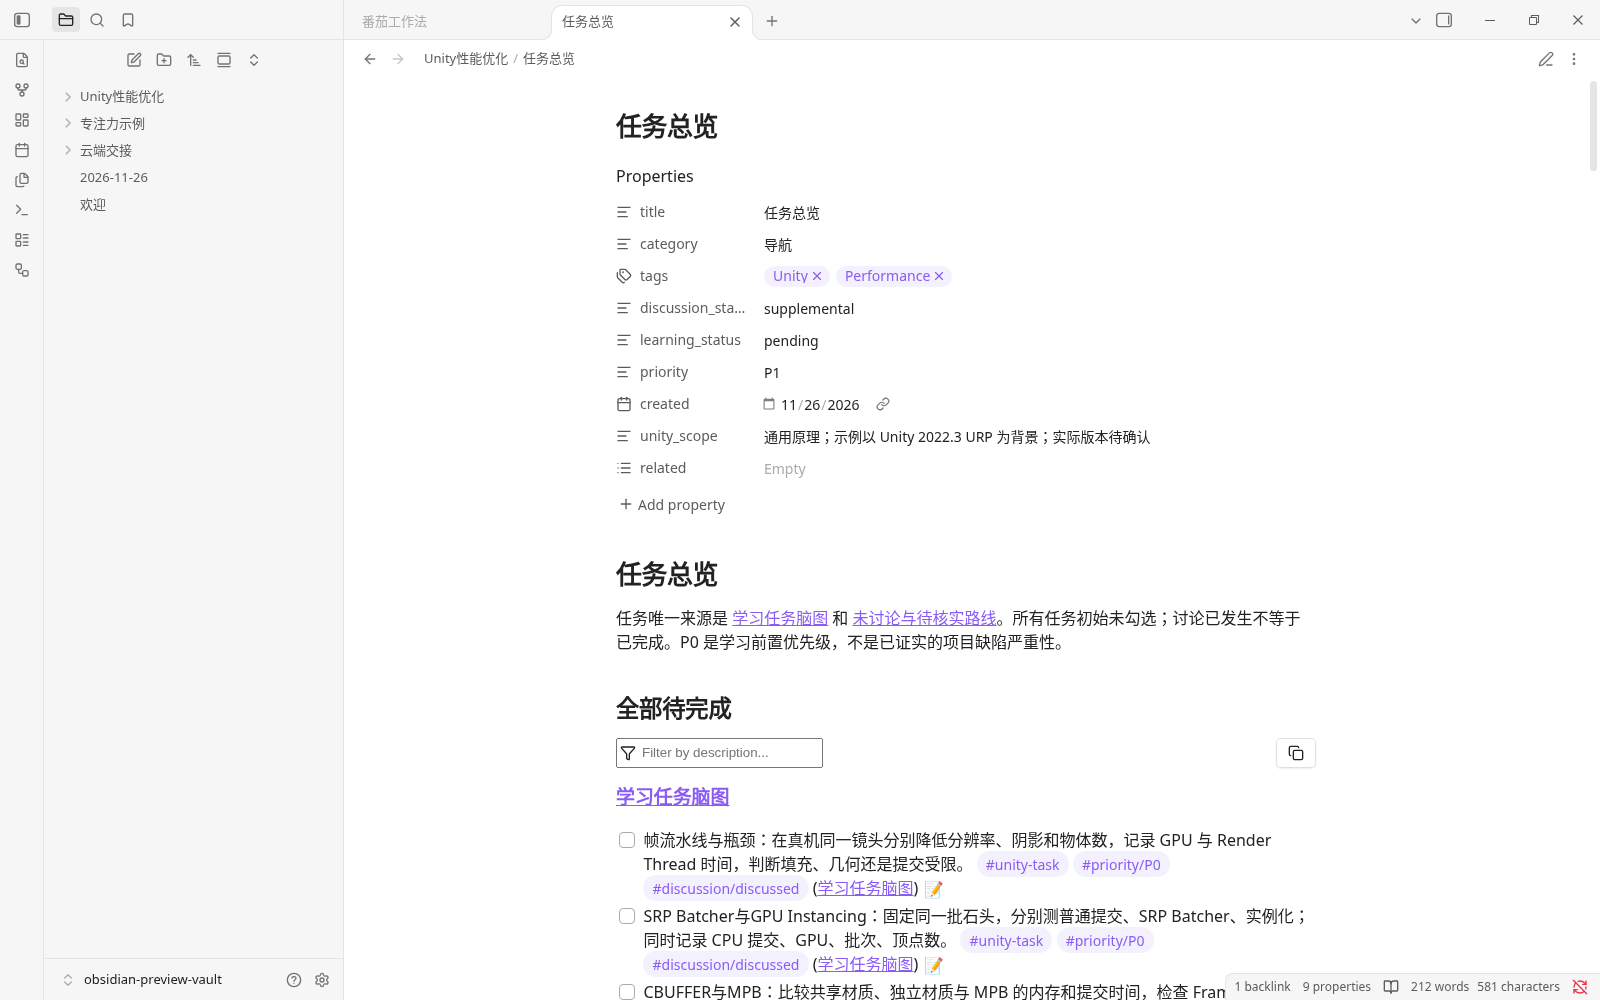 番茄工作法
任务总览
Unity性能优化 / 任务总览
Unity性能优化
专注力示例
云端交接
2026-11-26
欢迎
obsidian-preview-vault
任务总览
Properties
title 任务总览
category 导航
tags Unity Performance
discussion_sta... supplemental
learning_status pending
priority P1
created 11/26/2026
unity_scope 通用原理；示例以 Unity 2022.3 URP 为背景；实际版本待确认
related Empty
Add property
任务总览
任务唯一来源是 学习任务脑图 和 未讨论与待核实路线。所有任务初始未勾选；讨论已发生不等于
已完成。P0 是学习前置优先级，不是已证实的项目缺陷严重性。
全部待完成
Filter by description...
学习任务脑图
帧流水线与瓶颈：在真机同一镜头分别降低分辨率、阴影和物体数，记录 GPU 与 Render
Thread 时间，判断填充、几何还是提交受限。 #unity-task #priority/P0
#discussion/discussed (学习任务脑图) 📝
SRP Batcher与GPU Instancing：固定同一批石头，分别测普通提交、SRP Batcher、实例化；
同时记录 CPU 提交、GPU、批次、顶点数。 #unity-task #priority/P0
#discussion/discussed (学习任务脑图) 📝
CBUFFER与MPB：比较共享材质、独立材质与 MPB 的内存和提交时间，检查 Fram
1 backlink 9 properties 212 words 581 characters